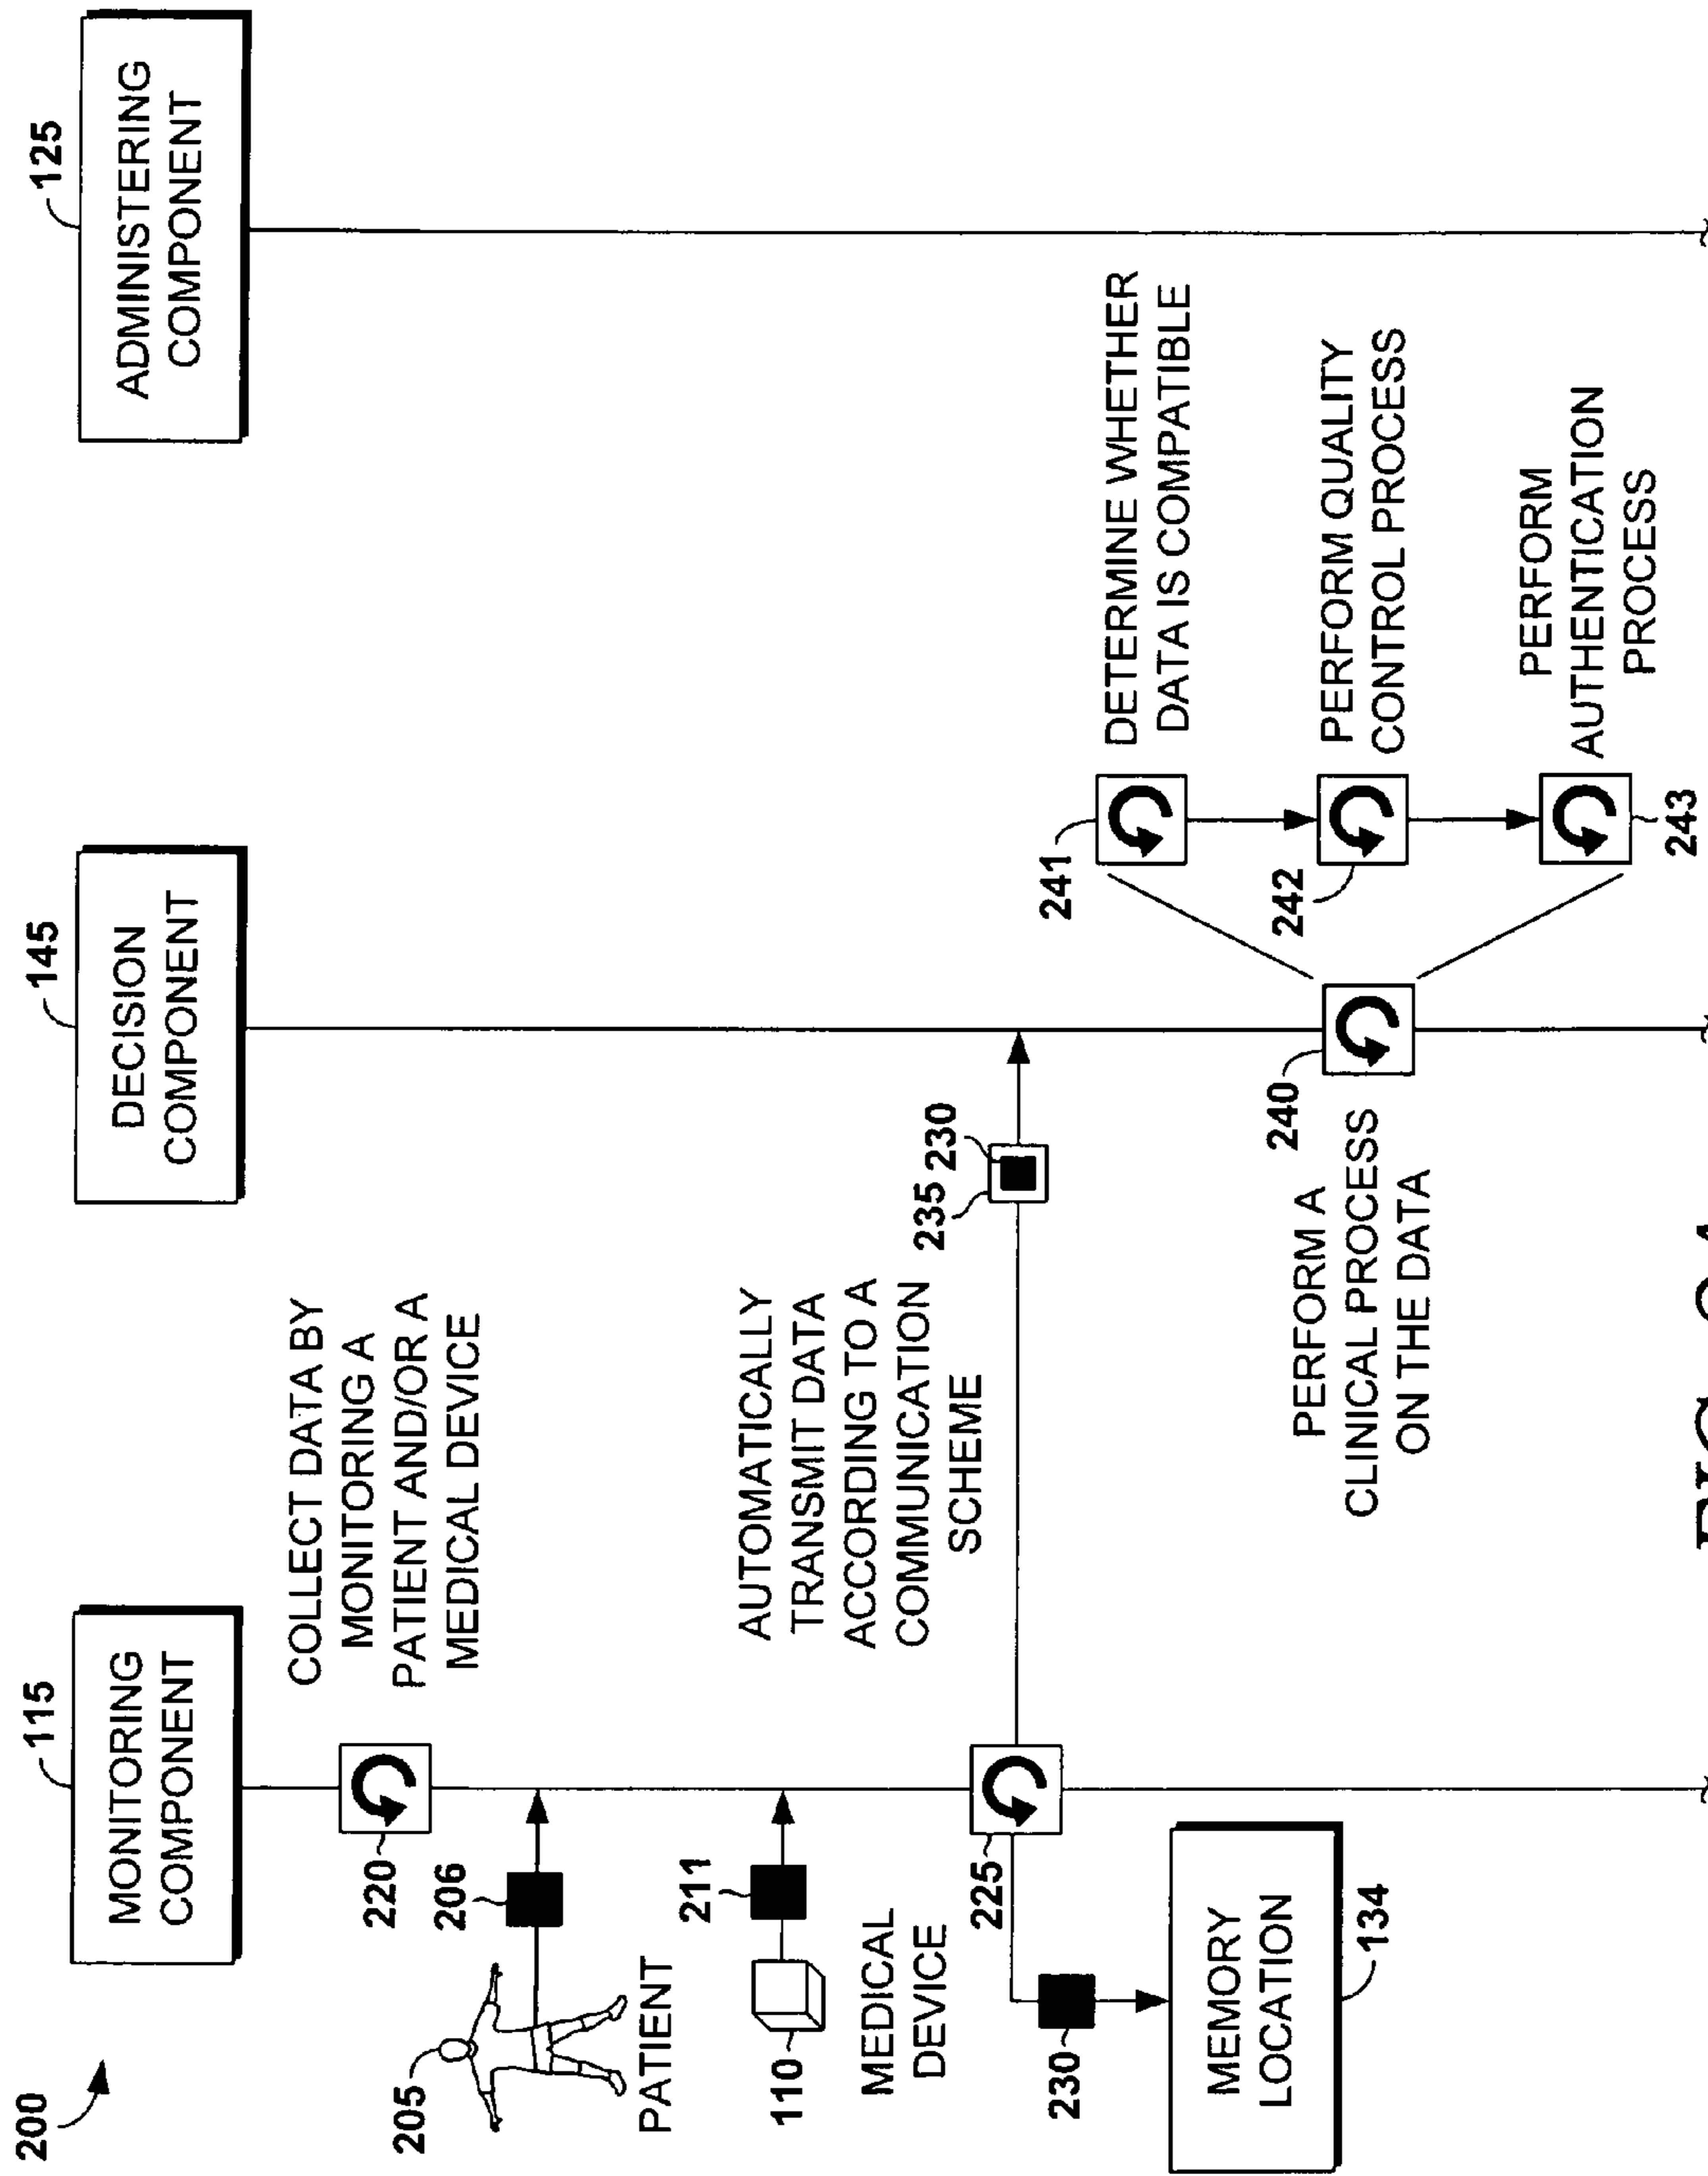 200
115
MONITORING
COMPONENT
145
DECISION
COMPONENT
125
ADMINISTERING
COMPONENT
220
COLLECT DATA BY
MONITORING A
PATIENT AND/OR A
MEDICAL DEVICE
205
206
PATIENT
110
211
MEDICAL
DEVICE
225
AUTOMATICALLY
TRANSMIT DATA
ACCORDING TO A
COMMUNICATION
SCHEME
235
230
230
MEMORY
LOCATION
134
240
PERFORM A
CLINICAL PROCESS
ON THE DATA
241
DETERMINE WHETHER
DATA IS COMPATIBLE
242
PERFORM QUALITY
CONTROL PROCESS
243
PERFORM
AUTHENTICATION
PROCESS